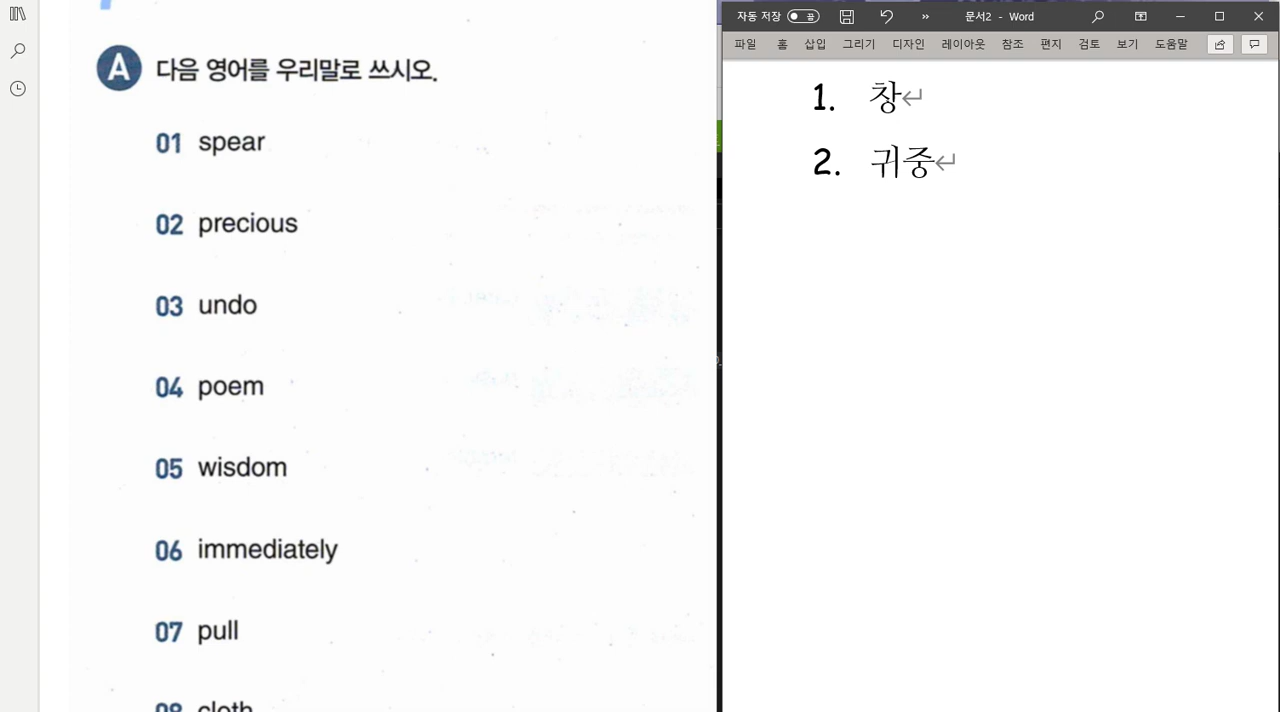 A 다음 영어를 우리말로 쓰시오.
01 spear
02 precious
03 undo
04 poem
05 wisdom
06 immediately
07 pull
08 cloth
자동 저장 끔 문서2 - Word
파일 홈 삽입 그리기 디자인 레이아웃 참조 편지 검토 보기 도움말
1. 창↵
2. 귀중↵